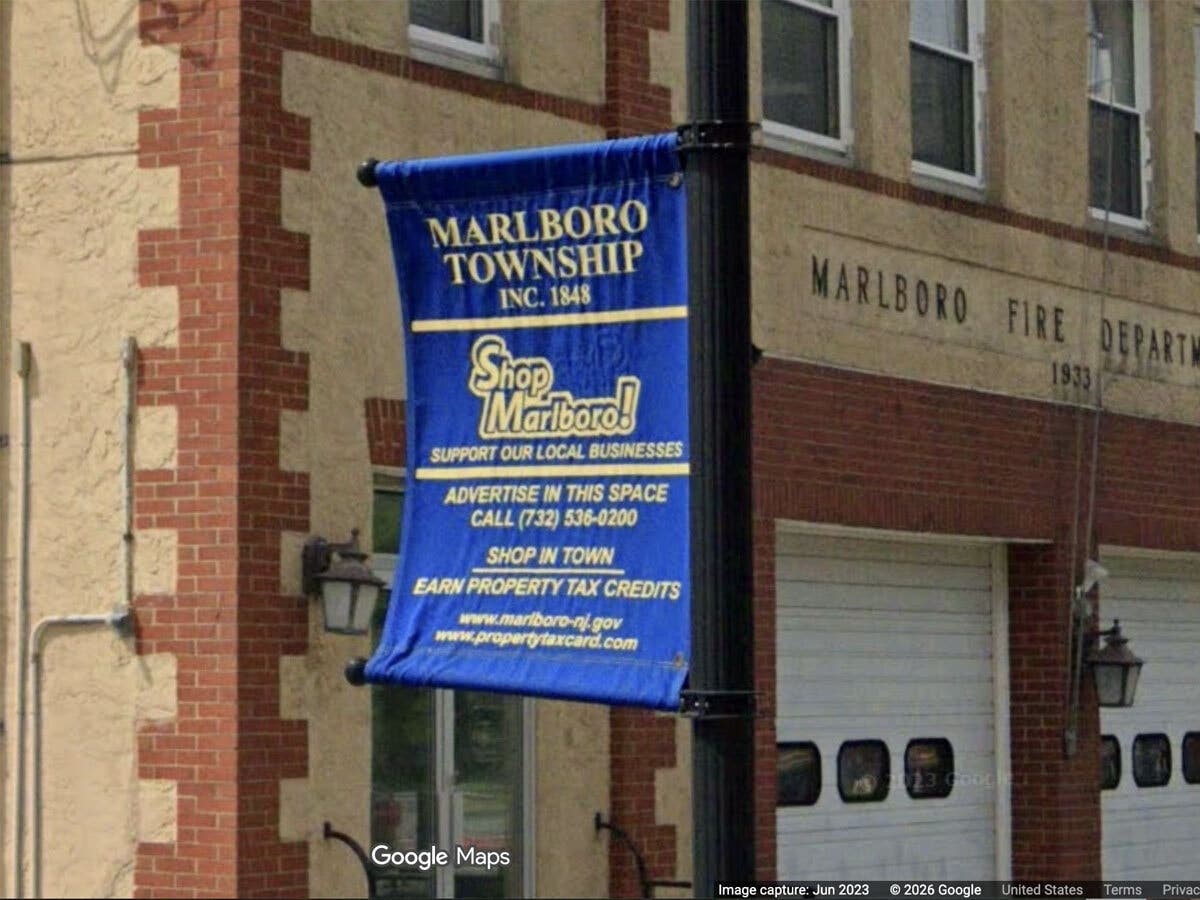 MARLBORO
TOWNSHIP
INC. 1848
Shop
Marlboro!
SUPPORT OUR LOCAL BUSINESSES
ADVERTISE IN THIS SPACE
CALL (732) 536-0200
SHOP IN TOWN
EARN PROPERTY TAX CREDITS
www.marlboro-nj.gov
www.propertytaxcard.com
MARLBORO FIRE DEPARTM
1933
© 2023 Google
Google Maps
Image capture: Jun 2023 © 2026 Google United States Terms Privac